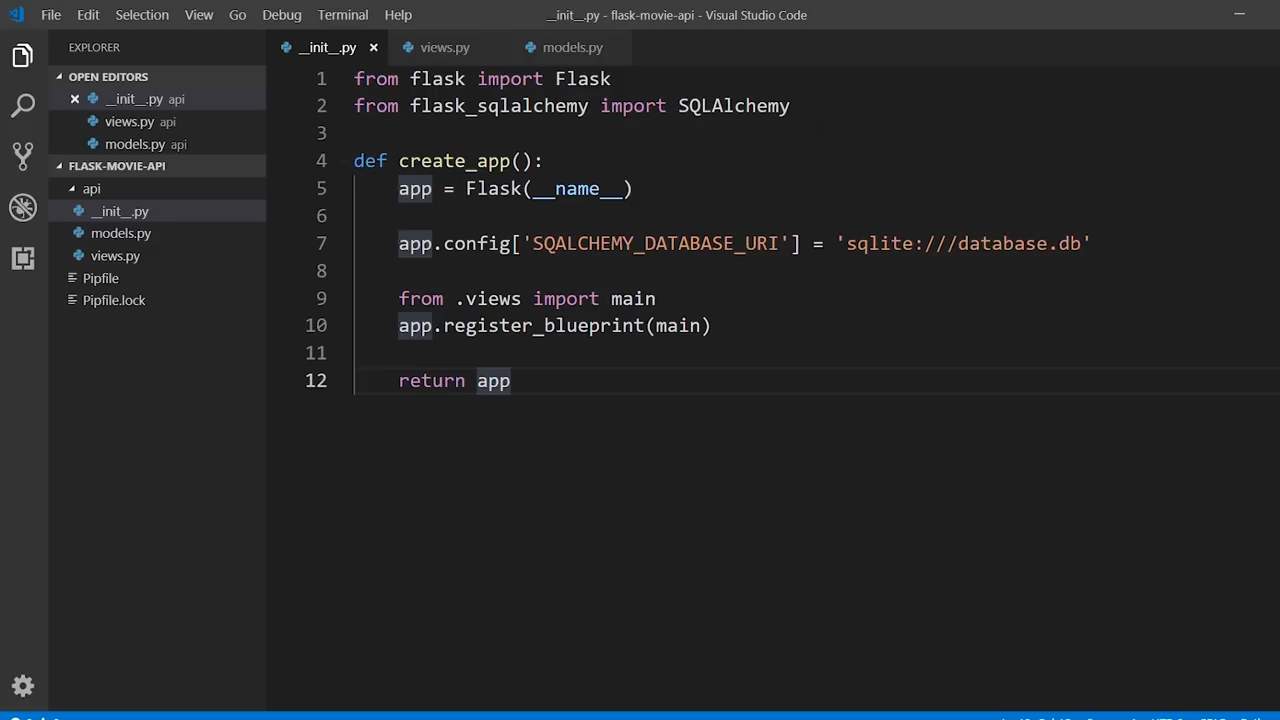 File Edit Selection View Go Debug Terminal Help __init__.py - flask-movie-api - Visual Studio Code
EXPLORER
OPEN EDITORS
__init__.py api
views.py api
models.py api
FLASK-MOVIE-API
api
__init__.py
models.py
views.py
Pipfile
Pipfile.lock
__init__.py views.py models.py
1 from flask import Flask
2 from flask_sqlalchemy import SQLAlchemy
3
4 def create_app():
5 app = Flask(__name__)
6
7 app.config['SQALCHEMY_DATABASE_URI'] = 'sqlite:///database.db'
8
9 from .views import main
10 app.register_blueprint(main)
11
12 return app